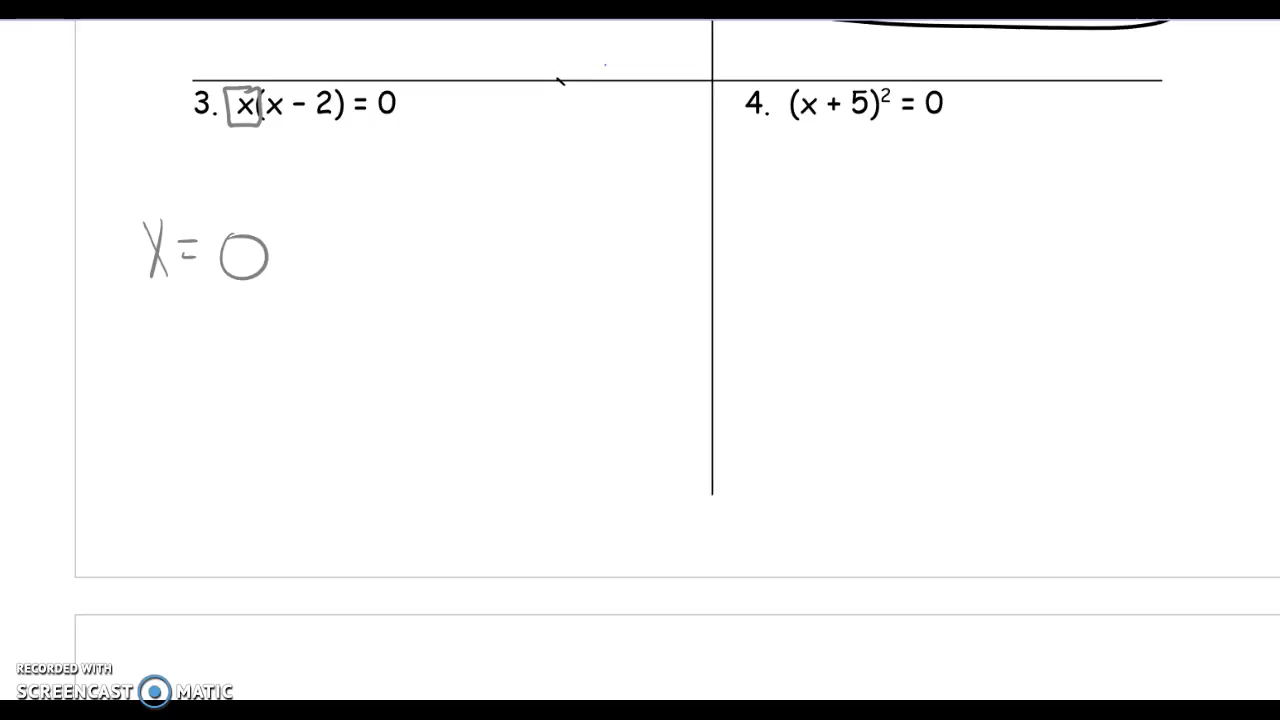 3. x(x – 2) = 0
x = 0
4. (x + 5)² = 0
RECORDED WITH
SCREENCAST MATIC